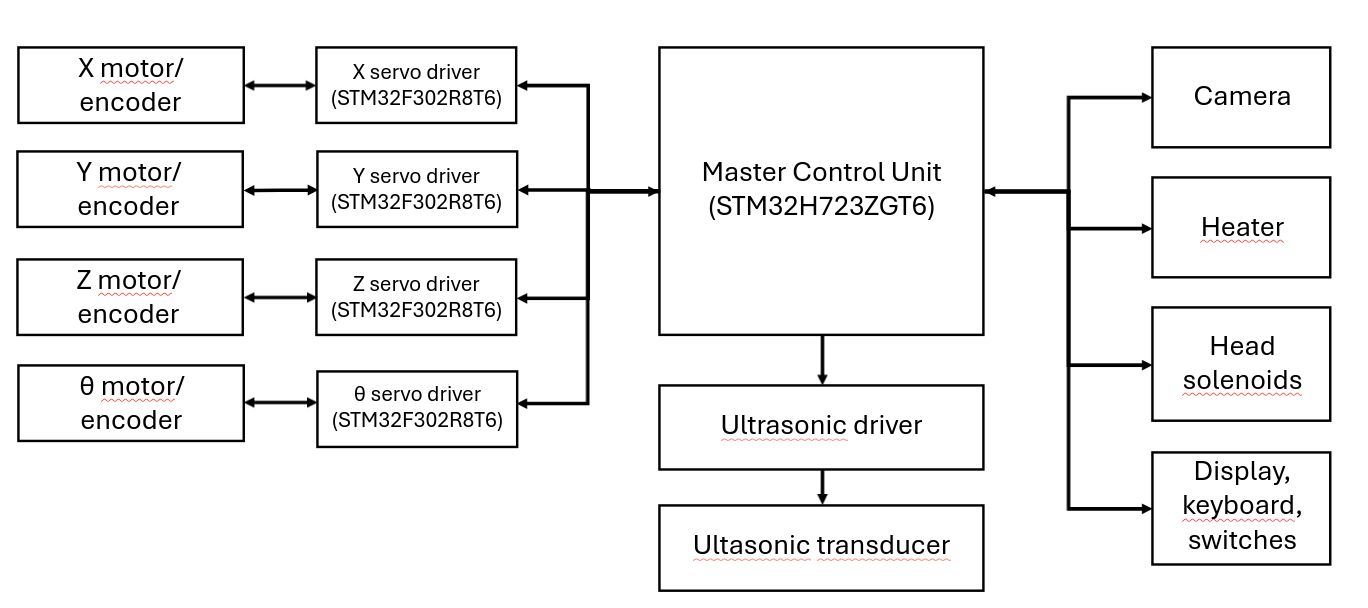 X motor/
encoder
X servo driver
(STM32F302R8T6)
Y motor/
encoder
Y servo driver
(STM32F302R8T6)
Z motor/
encoder
Z servo driver
(STM32F302R8T6)
θ motor/
encoder
θ servo driver
(STM32F302R8T6)
Master Control Unit
(STM32H723ZGT6)
Ultrasonic driver
Ultasonic transducer
Camera
Heater
Head
solenoids
Display,
keyboard,
switches